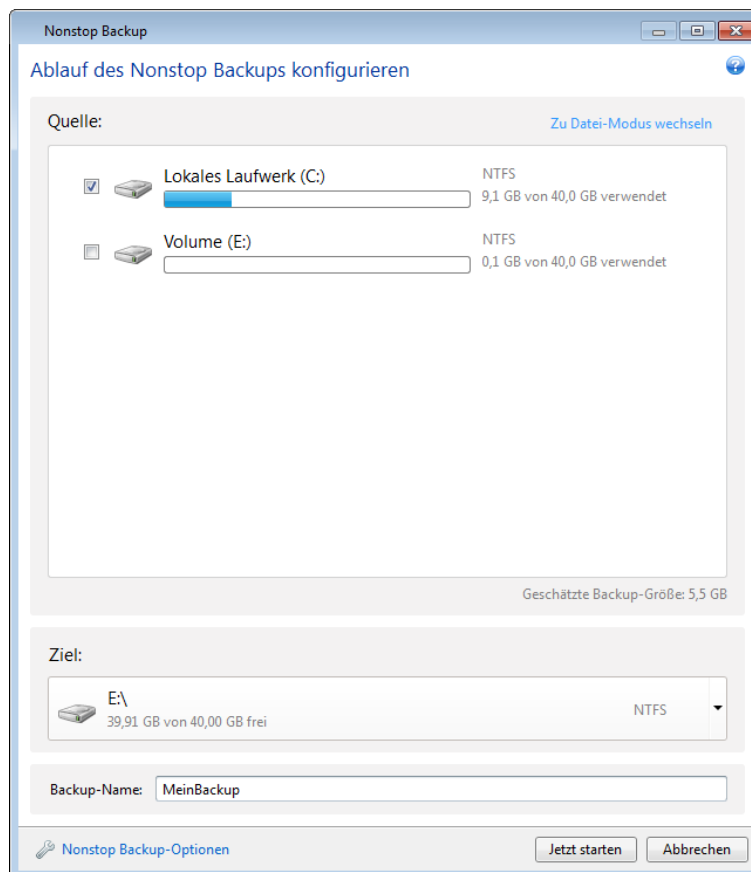 Nonstop Backup
Ablauf des Nonstop Backups konfigurieren
Quelle:
Zu Datei-Modus wechseln
Lokales Laufwerk (C:)
NTFS
9,1 GB von 40,0 GB verwendet
Volume (E:)
NTFS
0,1 GB von 40,0 GB verwendet
Geschätzte Backup-Größe: 5,5 GB
Ziel:
E:\
39,91 GB von 40,00 GB frei
NTFS
Backup-Name: MeinBackup
Nonstop Backup-Optionen
Jetzt starten
Abbrechen